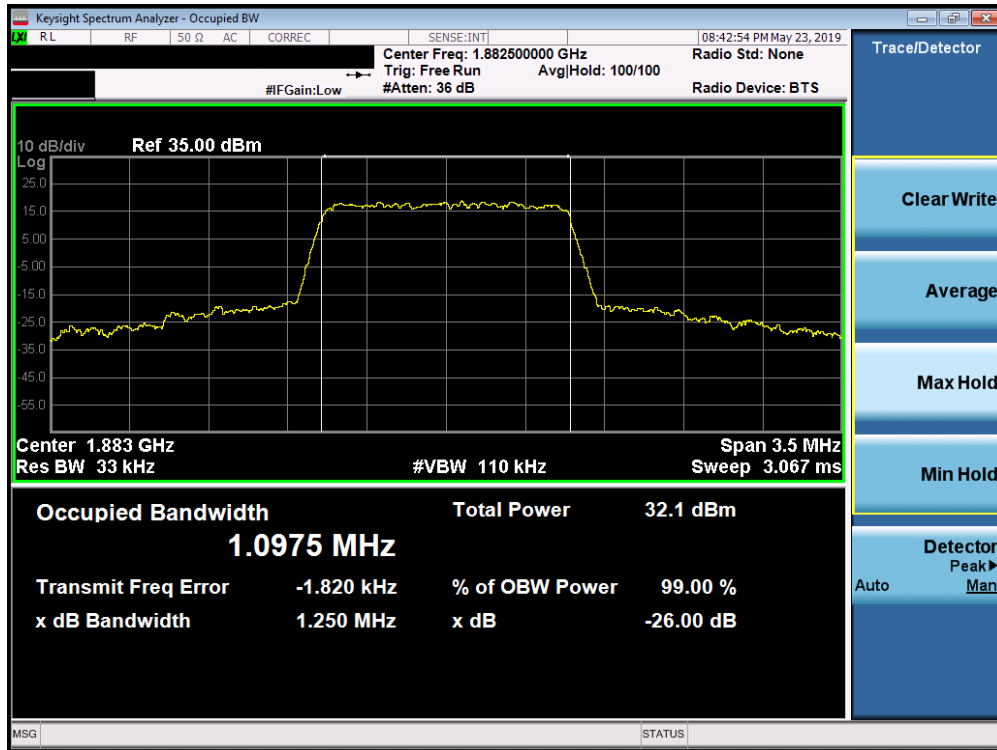 Keysight Spectrum Analyzer - Occupied BW
LXI RL RF 50 Ω AC CORREC SENSE:INT 08:42:54 PM May 23, 2019
Center Freq: 1.882500000 GHz Radio Std: None
Trig: Free Run Avg|Hold: 100/100
#IFGain:Low #Atten: 36 dB Radio Device: BTS
10 dB/div Ref 35.00 dBm
Log
25.0
15.0
5.00
-5.00
-15.0
-25.0
-35.0
-45.0
-55.0
Center 1.883 GHz Span 3.5 MHz
Res BW 33 kHz #VBW 110 kHz Sweep 3.067 ms
Occupied Bandwidth Total Power 32.1 dBm
1.0975 MHz
Transmit Freq Error -1.820 kHz % of OBW Power 99.00 %
x dB Bandwidth 1.250 MHz x dB -26.00 dB
MSG STATUS
Trace/Detector
Clear Write
Average
Max Hold
Min Hold
Detector
Peak▶
Auto Man